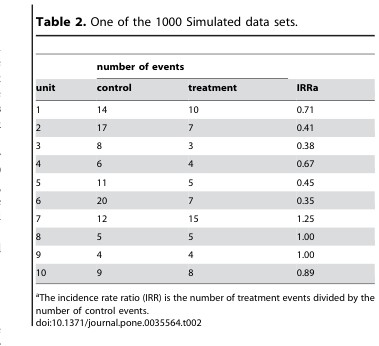 Table 2. One of the 1000 Simulated data sets.
number of events
unit control treatment IRRa
1 14 10 0.71
2 17 7 0.41
3 8 3 0.38
4 6 4 0.67
5 11 5 0.45
6 20 7 0.35
7 12 15 1.25
8 5 5 1.00
9 4 4 1.00
10 9 8 0.89
aThe incidence rate ratio (IRR) is the number of treatment events divided by the
number of control events.
doi:10.1371/journal.pone.0035564.t002